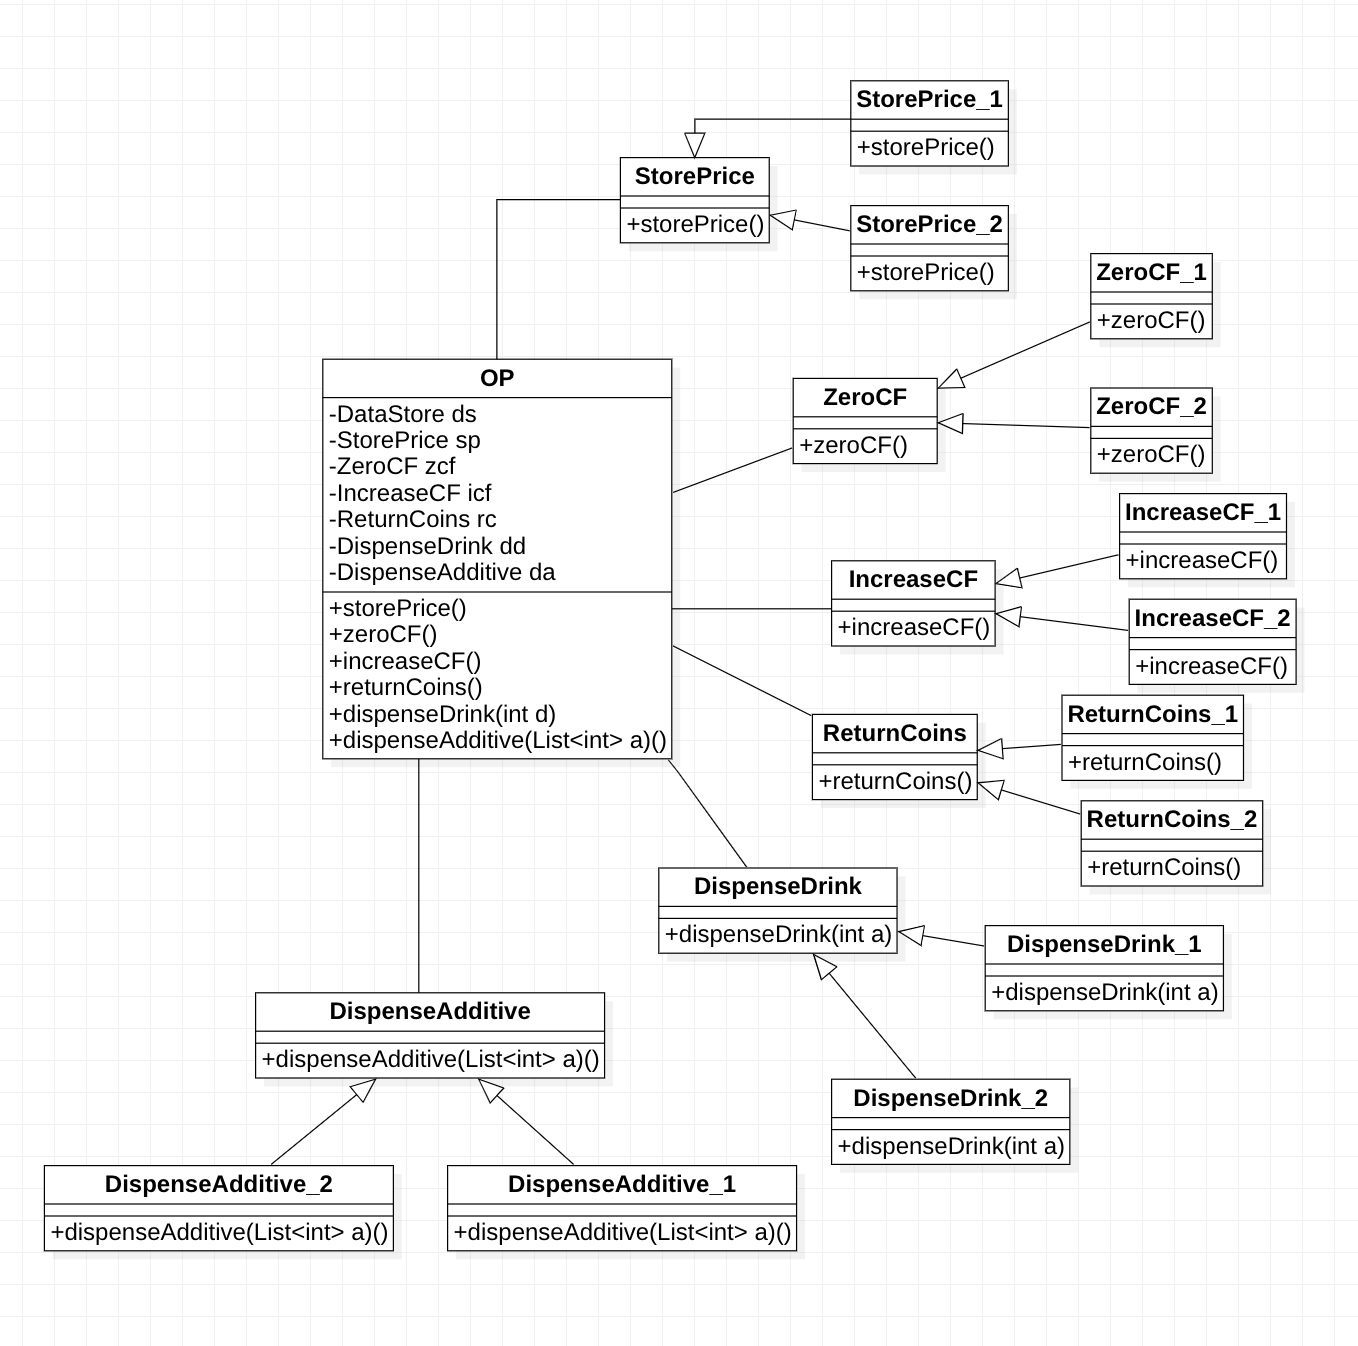 StorePrice_1
+storePrice()
StorePrice
+storePrice()
StorePrice_2
+storePrice()
ZeroCF_1
+zeroCF()
OP
-DataStore ds
-StorePrice sp
-ZeroCF zcf
-IncreaseCF icf
-ReturnCoins rc
-DispenseDrink dd
-DispenseAdditive da
+storePrice()
+zeroCF()
+increaseCF()
+returnCoins()
+dispenseDrink(int d)
+dispenseAdditive(List<int> a)()
ZeroCF
+zeroCF()
ZeroCF_2
+zeroCF()
IncreaseCF_1
+increaseCF()
IncreaseCF
+increaseCF()
IncreaseCF_2
+increaseCF()
ReturnCoins_1
+returnCoins()
ReturnCoins
+returnCoins()
ReturnCoins_2
+returnCoins()
DispenseDrink
+dispenseDrink(int a)
DispenseDrink_1
+dispenseDrink(int a)
DispenseAdditive
+dispenseAdditive(List<int> a)()
DispenseDrink_2
+dispenseDrink(int a)
DispenseAdditive_2
+dispenseAdditive(List<int> a)()
DispenseAdditive_1
+dispenseAdditive(List<int> a)()